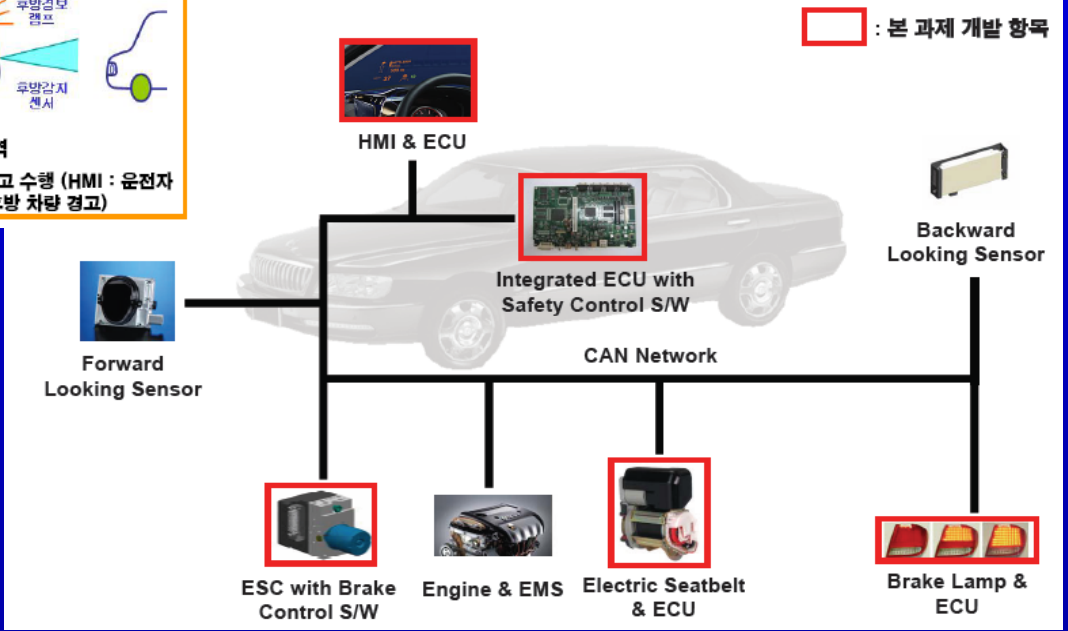 후방경보
램프
후방감지
센서
역
고 수행 (HMI : 운전자
방 차량 경고)
: 본 과제 개발 항목
HMI & ECU
Integrated ECU with
Safety Control S/W
Backward
Looking Sensor
Forward
Looking Sensor
CAN Network
ESC with Brake
Control S/W
Engine & EMS
Electric Seatbelt
& ECU
Brake Lamp &
ECU